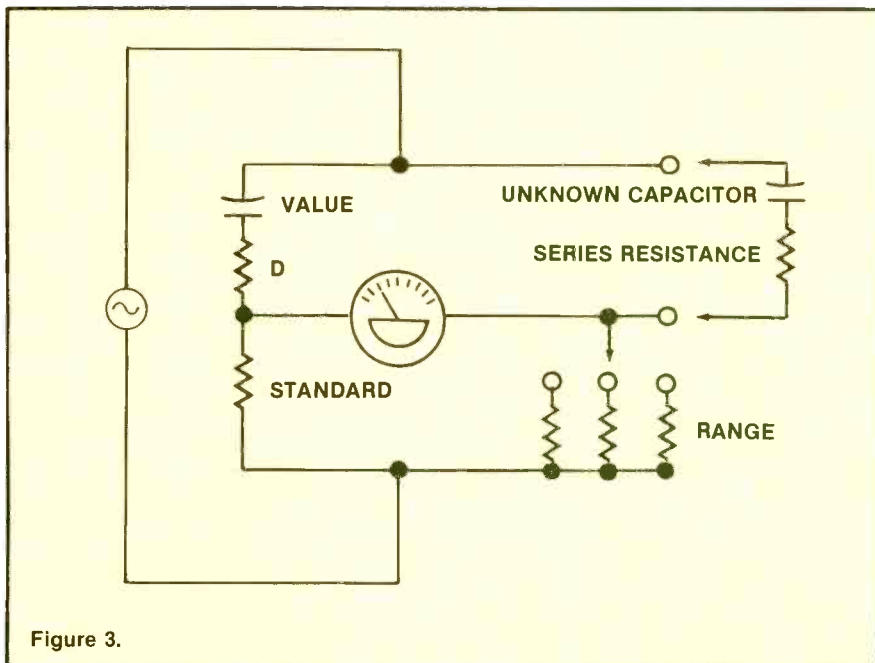 VALUE
UNKNOWN CAPACITOR
SERIES RESISTANCE
D
STANDARD
RANGE
Figure 3.